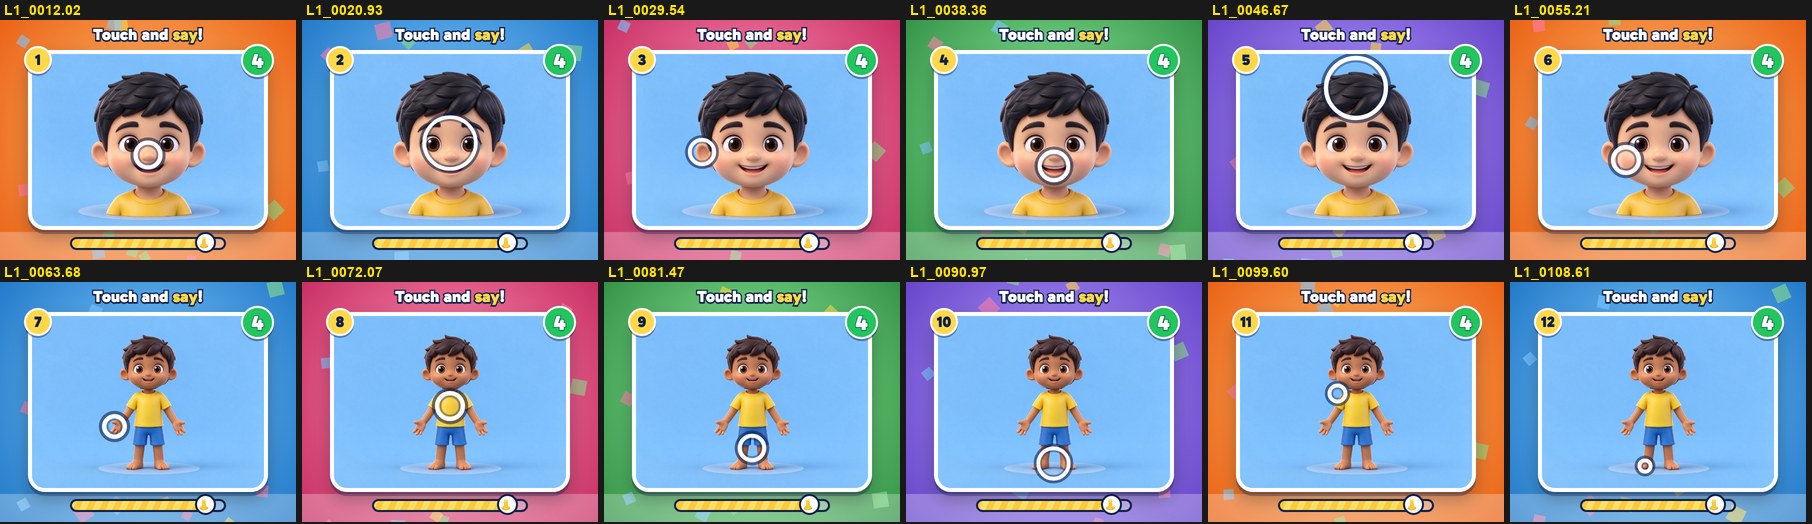 L1_0012.02
Touch and say!
1
4
L1_0020.93
Touch and say!
2
4
L1_0029.54
Touch and say!
3
4
L1_0038.36
Touch and say!
4
4
L1_0046.67
Touch and say!
5
4
L1_0055.21
Touch and say!
6
4
L1_0063.68
Touch and say!
7
4
L1_0072.07
Touch and say!
8
4
L1_0081.47
Touch and say!
9
4
L1_0090.97
Touch and say!
10
4
L1_0099.60
Touch and say!
11
4
L1_0108.61
Touch and say!
12
4